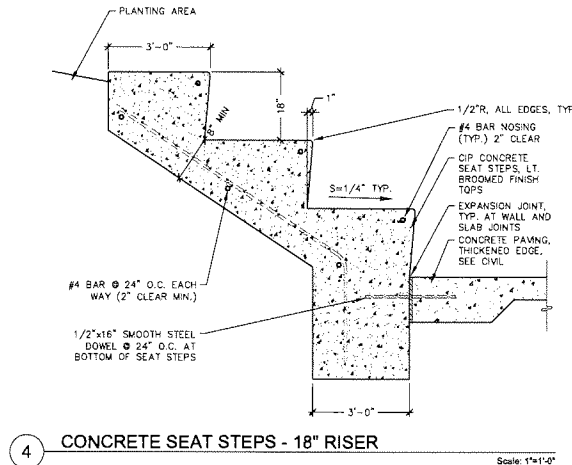 PLANTING AREA
3'-0"
18"
1"
8" MIN
1/2"R, ALL EDGES, TYP
#4 BAR NOSING
(TYP.) 2" CLEAR
CIP CONCRETE
SEAT STEPS, LT.
BROOMED FINISH
TOPS
S=1/4" TYP.
EXPANSION JOINT,
TYP. AT WALL AND
SLAB JOINTS
CONCRETE PAVING,
THICKENED EDGE,
SEE CIVIL
#4 BAR @ 24" O.C. EACH
WAY (2" CLEAR MIN.)
1/2"x16" SMOOTH STEEL
DOWEL @ 24" O.C. AT
BOTTOM OF SEAT STEPS
3'-0"
4 CONCRETE SEAT STEPS - 18" RISER
Scale: 1"=1'-0"